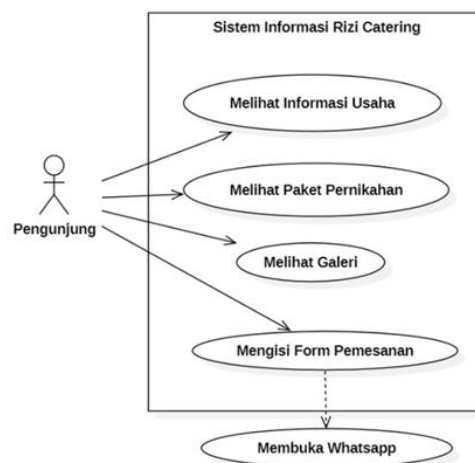 Sistem Informasi Rizi Catering
Melihat Informasi Usaha
Melihat Paket Pernikahan
Pengunjung
Melihat Galeri
Mengisi Form Pemesanan
Membuka Whatsapp